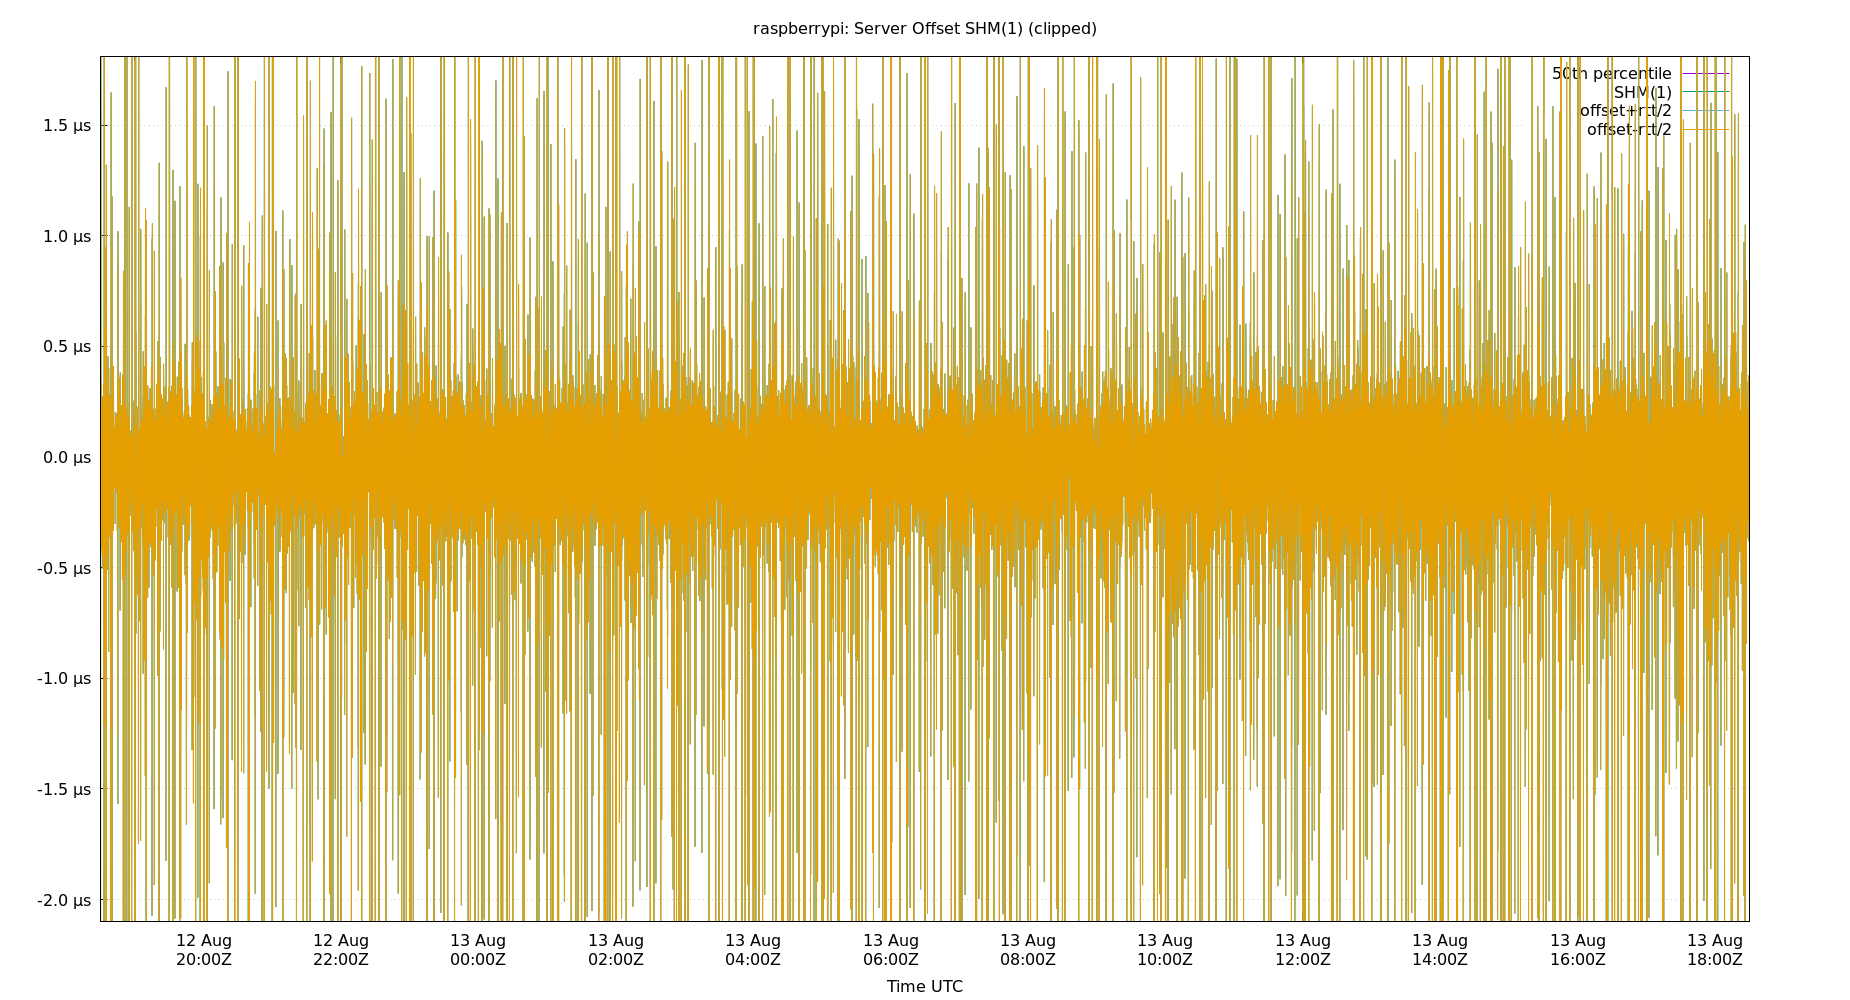 raspberrypi: Server Offset SHM(1) (clipped)
50th percentile
SHM(1)
offset+rtt/2
offset-rtt/2
1.5 µs
1.0 µs
0.5 µs
0.0 µs
-0.5 µs
-1.0 µs
-1.5 µs
-2.0 µs
12 Aug 12 Aug 13 Aug 13 Aug 13 Aug 13 Aug 13 Aug 13 Aug 13 Aug 13 Aug 13 Aug 13 Aug
20:00Z 22:00Z 00:00Z 02:00Z 04:00Z 06:00Z 08:00Z 10:00Z 12:00Z 14:00Z 16:00Z 18:00Z
Time UTC